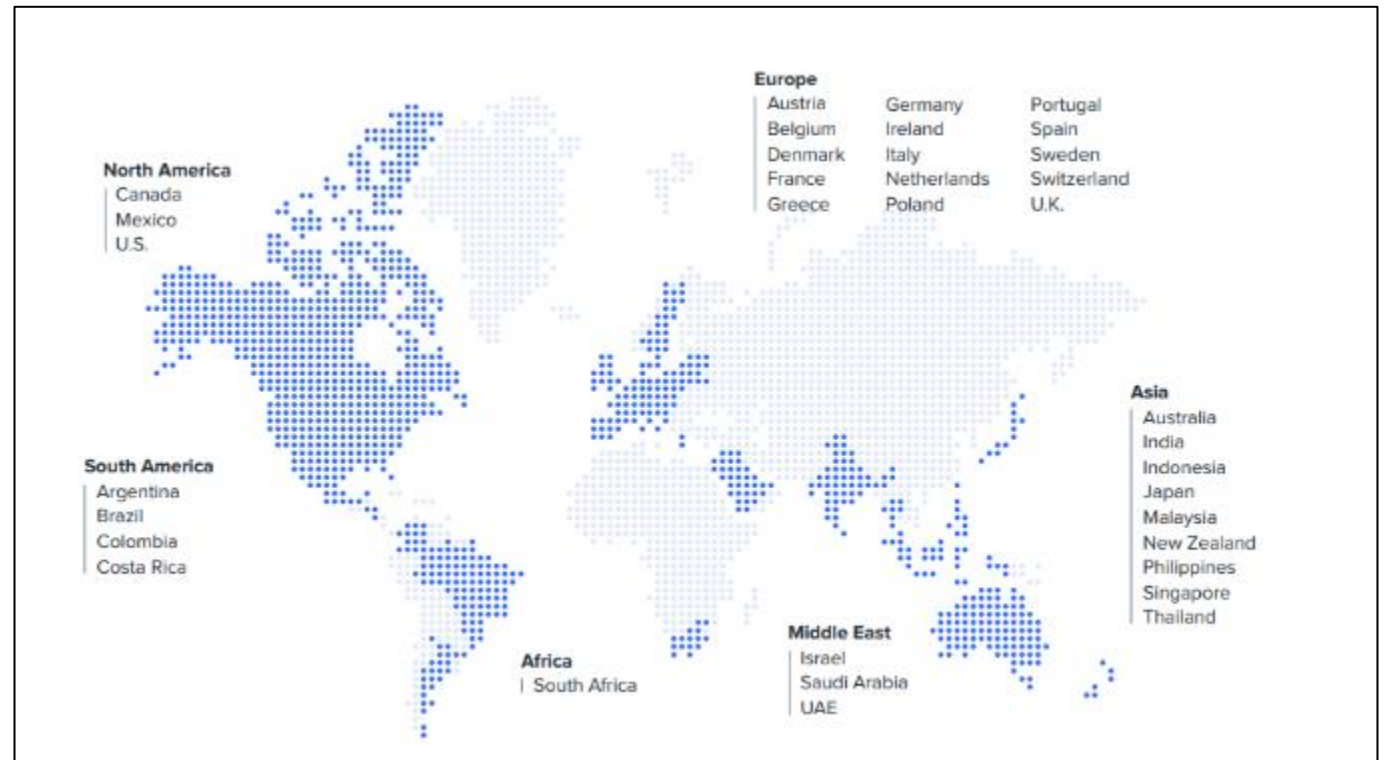 Europe
Austria
Belgium
Denmark
France
Greece
Germany
Ireland
Italy
Netherlands
Poland
Portugal
Spain
Sweden
Switzerland
U.K.
North America
Canada
Mexico
U.S.
Asia
Australia
India
Indonesia
Japan
Malaysia
New Zealand
Philippines
Singapore
Thailand
South America
Argentina
Brazil
Colombia
Costa Rica
Middle East
Israel
Saudi Arabia
UAE
Africa
South Africa